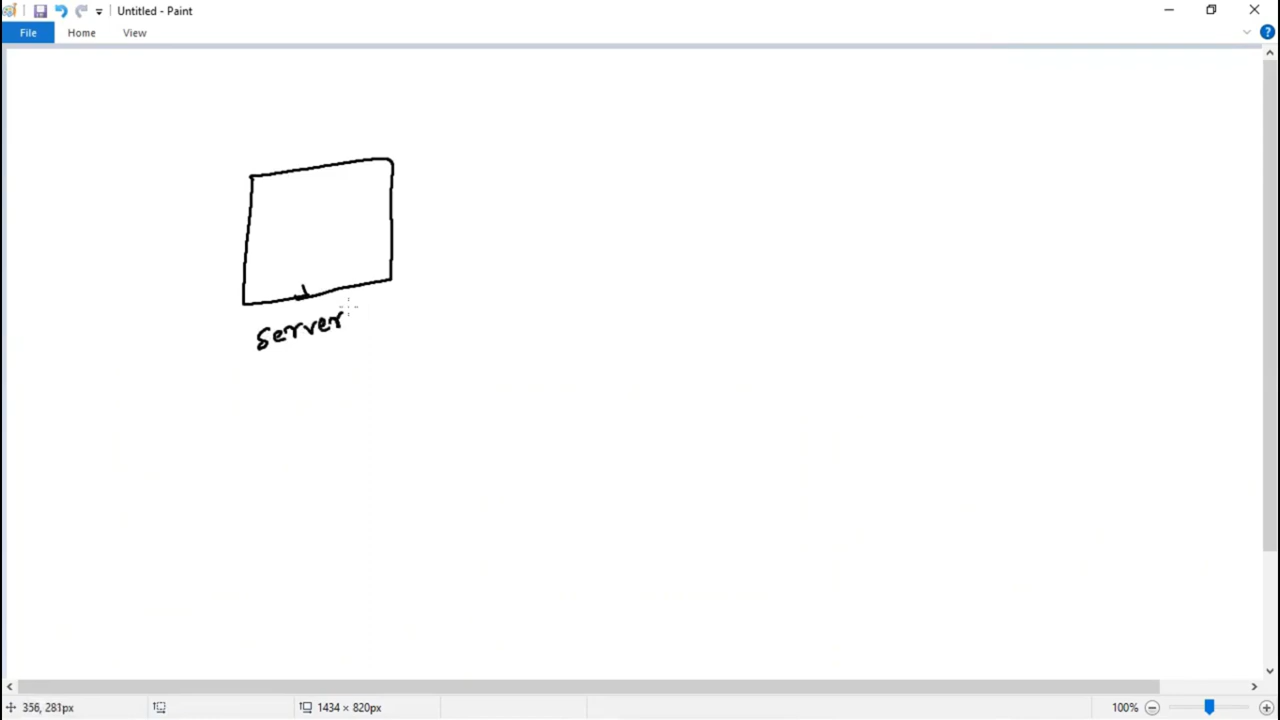 Untitled - Paint
File Home View
server
356, 281px 1434 × 820px 100%